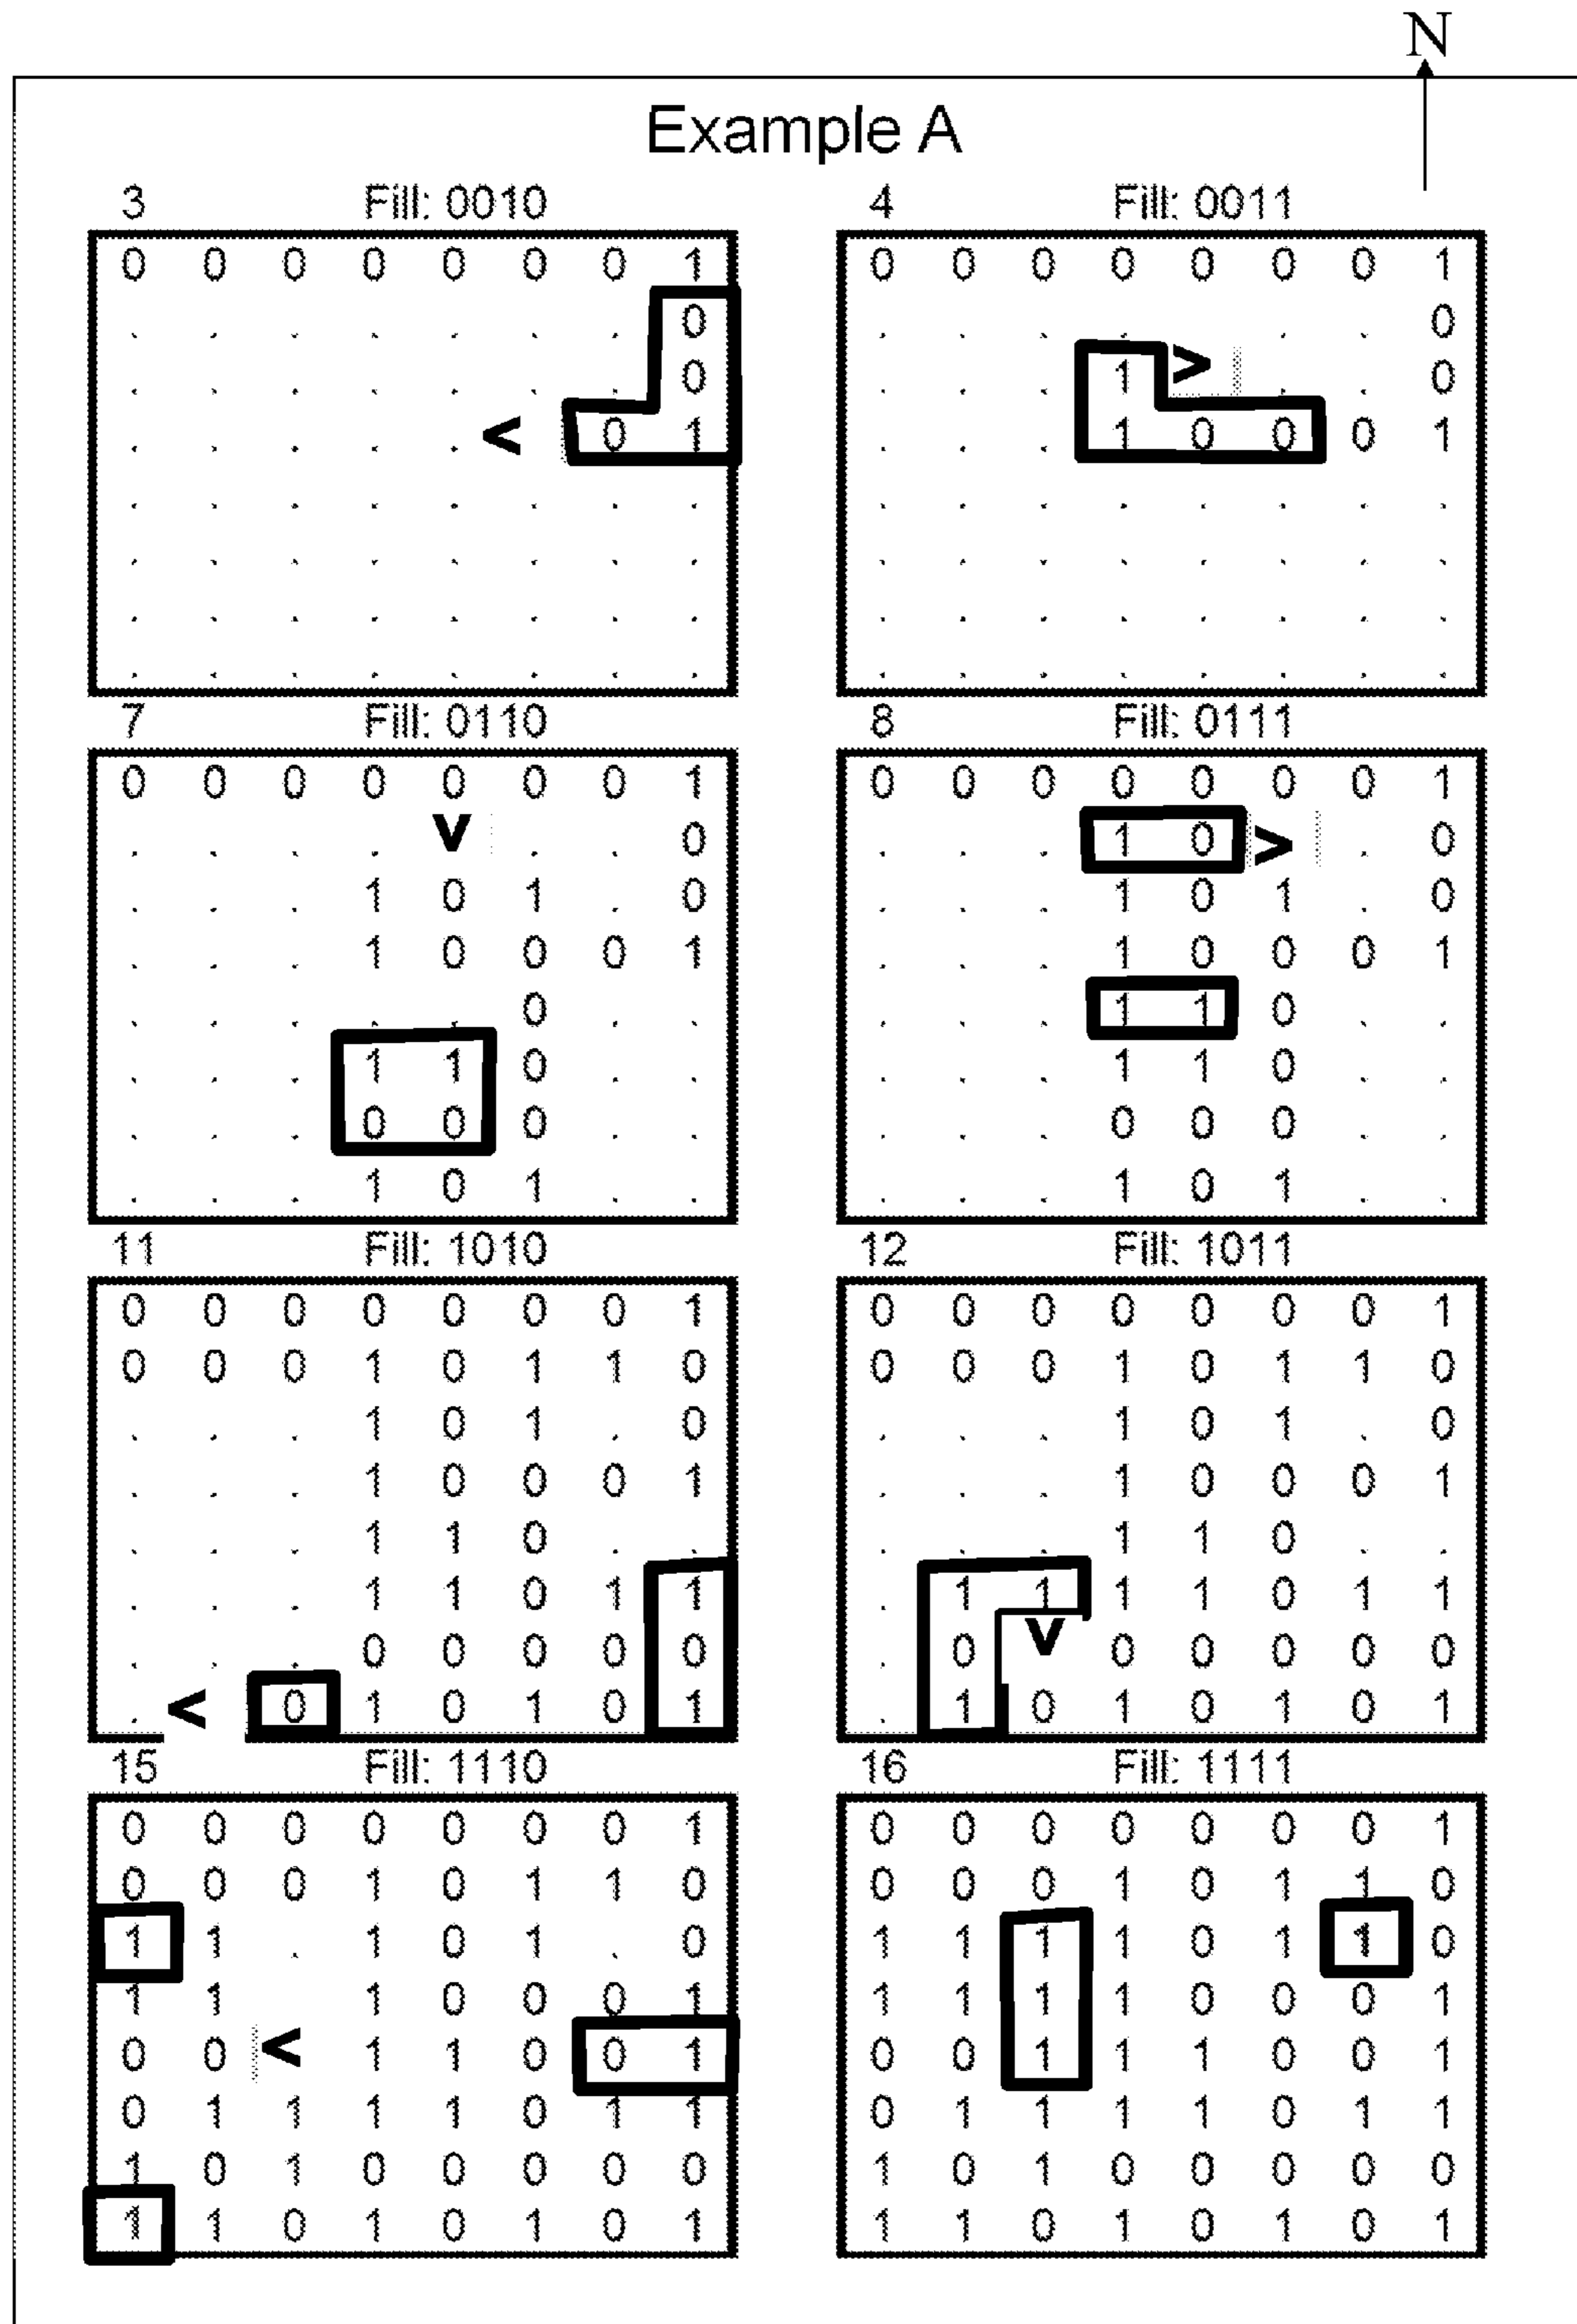 N
Example A
3 Fill: 0010
0 0 0 0 0 0 0 1
. . . . . . . 0
. . . . . . . 0
. . . . . < 0 1
. . . . . . . .
. . . . . . . .
. . . . . . . .
. . . . . . . .
4 Fill: 0011
0 0 0 0 0 0 0 1
. . . . . . . 0
. . . 1 > . . 0
. . . 1 0 0 0 1
. . . . . . . .
. . . . . . . .
. . . . . . . .
. . . . . . . .
7 Fill: 0110
0 0 0 0 0 0 0 1
. . . . v . . 0
. . . 1 0 1 . 0
. . . 1 0 0 0 1
. . . . . 0 . .
. . . 1 1 0 . .
. . . 0 0 0 . .
. . . 1 0 1 . .
8 Fill: 0111
0 0 0 0 0 0 0 1
. . . 1 0 > . 0
. . . 1 0 1 . 0
. . . 1 0 0 0 1
. . . 1 1 0 . .
. . . 1 1 0 . .
. . . 0 0 0 . .
. . . 1 0 1 . .
11 Fill: 1010
0 0 0 0 0 0 0 1
0 0 0 1 0 1 1 0
. . . 1 0 1 . 0
. . . 1 0 0 0 1
. . . 1 1 0 . .
. . . 1 1 0 1 1
. . . 0 0 0 0 0
. < 0 1 0 1 0 1
12 Fill: 1011
0 0 0 0 0 0 0 1
0 0 0 1 0 1 1 0
. . . 1 0 1 . 0
. . . 1 0 0 0 1
. . . 1 1 0 . .
. 1 1 1 1 0 1 1
. 0 v 0 0 0 0 0
. 1 0 1 0 1 0 1
15 Fill: 1110
0 0 0 0 0 0 0 1
0 0 0 1 0 1 1 0
1 1 . 1 0 1 . 0
1 1 1 0 0 0 1
0 0 < 1 1 0 0 1
0 1 1 1 1 0 1 1
1 0 1 0 0 0 0 0
1 1 0 1 0 1 0 1
16 Fill: 1111
0 0 0 0 0 0 0 1
0 0 0 1 0 1 1 0
1 1 1 1 0 1 1 0
1 1 1 1 0 0 0 1
0 0 1 1 1 0 0 1
0 1 1 1 1 0 1 1
1 0 1 0 0 0 0 0
1 1 0 1 0 1 0 1